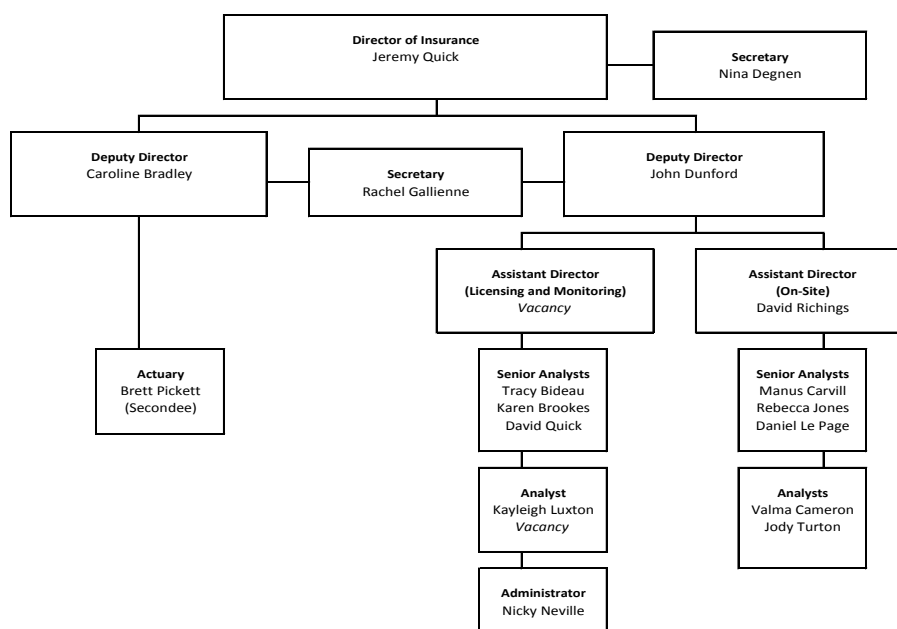 Director of Insurance
Jeremy Quick
Secretary
Nina Degnen
Deputy Director
Caroline Bradley
Secretary
Rachel Gallienne
Deputy Director
John Dunford
Assistant Director
(Licensing and Monitoring)
Vacancy
Assistant Director
(On-Site)
David Richings
Actuary
Brett Pickett
(Secondee)
Senior Analysts
Tracy Bideau
Karen Brookes
David Quick
Senior Analysts
Manus Carvill
Rebecca Jones
Daniel Le Page
Analyst
Kayleigh Luxton
Vacancy
Analysts
Valma Cameron
Jody Turton
Administrator
Nicky Neville